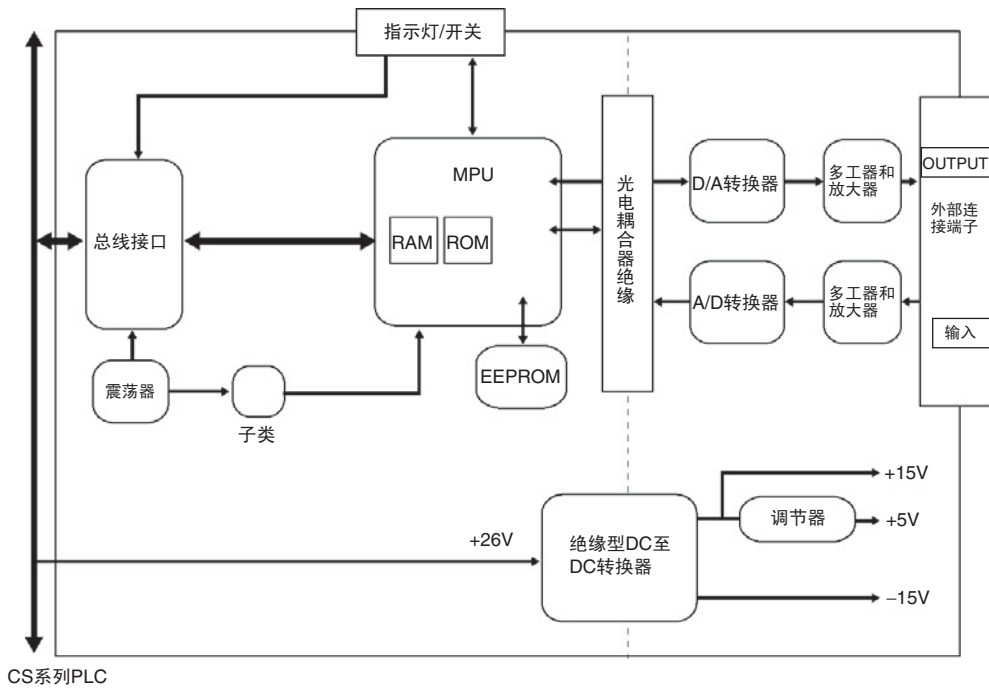 指示灯/开关
MPU
RAM
ROM
总线接口
光电耦合器绝缘
D/A转换器
多工器和
放大器
OUTPUT
外部连
接端子
A/D转换器
多工器和
放大器
输入
震荡器
子类
EEPROM
+15V
调节器
+5V
+26V
绝缘型DC至
DC转换器
–15V
CS系列PLC